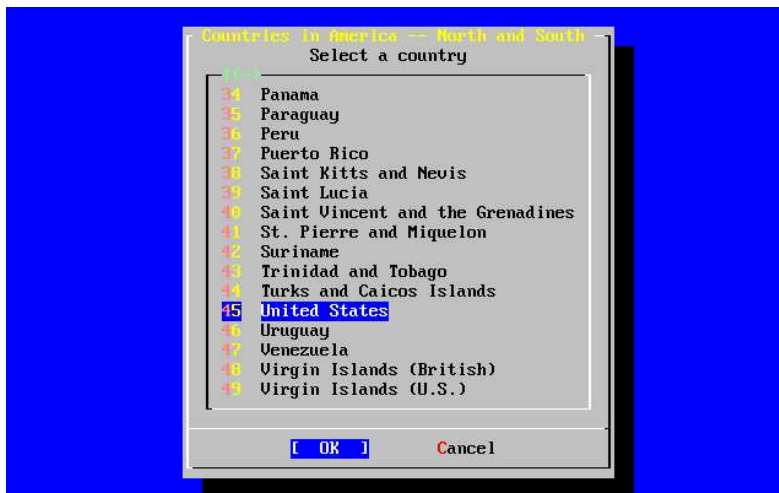 Countries in America -- North and South
Select a country
↑(-)
34 Panama
35 Paraguay
36 Peru
37 Puerto Rico
38 Saint Kitts and Nevis
39 Saint Lucia
40 Saint Vincent and the Grenadines
41 St. Pierre and Miquelon
42 Suriname
43 Trinidad and Tobago
44 Turks and Caicos Islands
45 United States
46 Uruguay
47 Venezuela
48 Virgin Islands (British)
49 Virgin Islands (U.S.)
[ OK ] Cancel